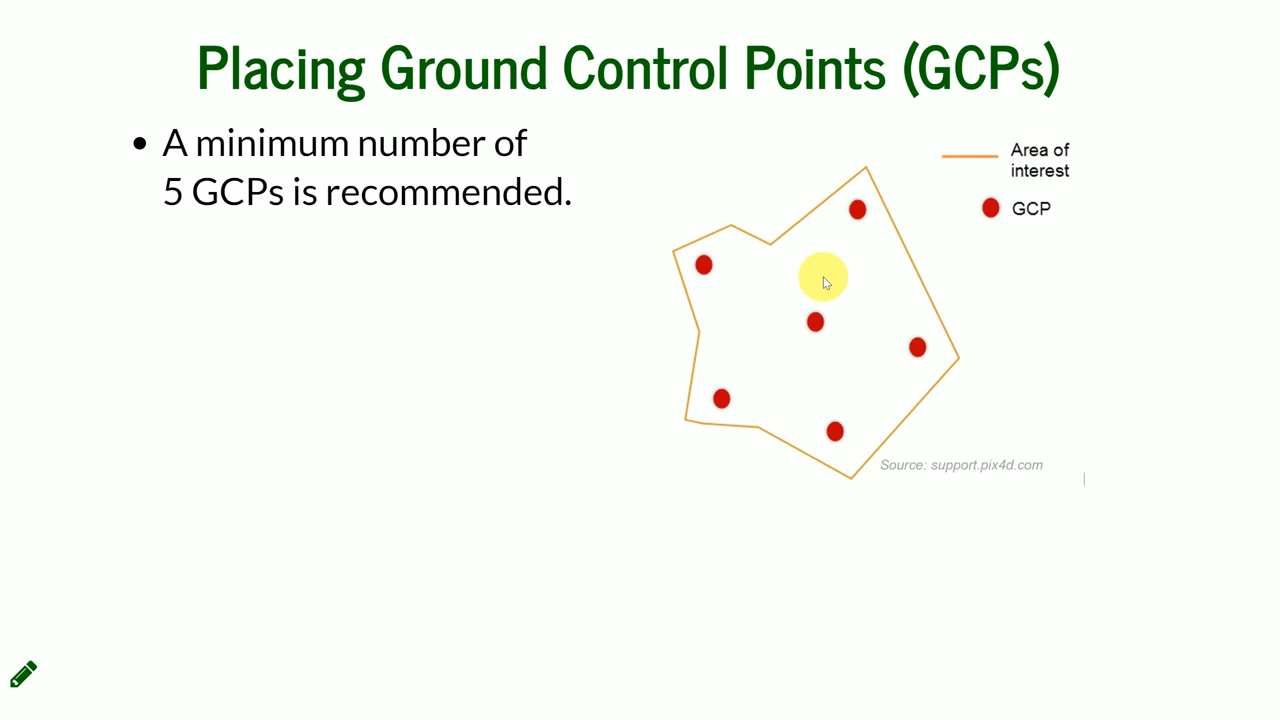 Placing Ground Control Points (GCPs)
• A minimum number of
5 GCPs is recommended.
Area of
interest
GCP
Source: support.pix4d.com